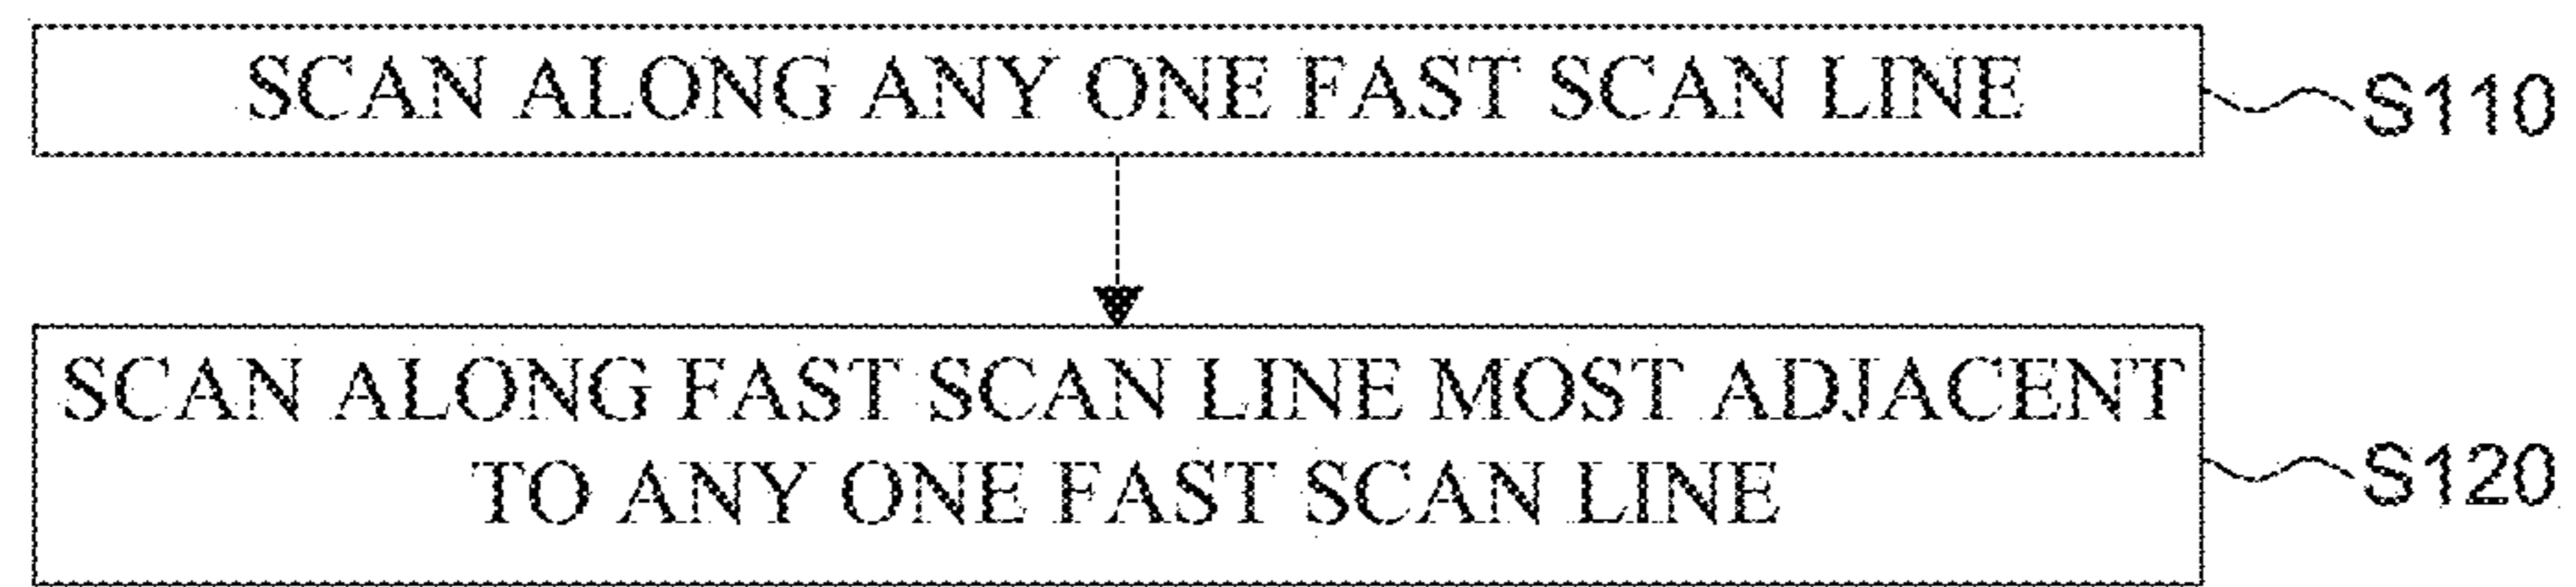 SCAN ALONG ANY ONE FAST SCAN LINE
S110
SCAN ALONG FAST SCAN LINE MOST ADJACENT
TO ANY ONE FAST SCAN LINE
S120